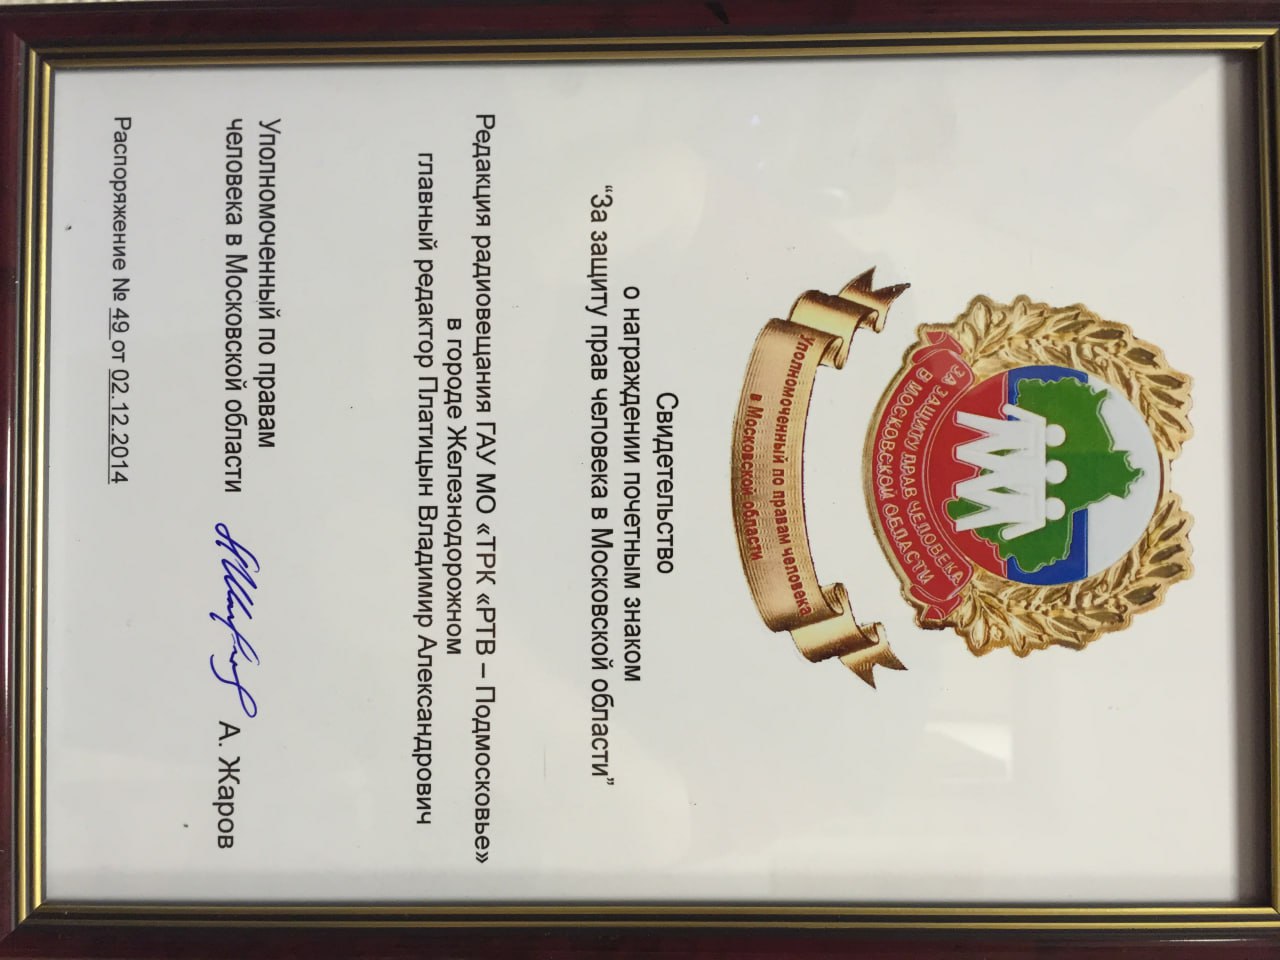 ЗА ЗАЩИТУ ПРАВ ЧЕЛОВЕКА
В МОСКОВСКОЙ ОБЛАСТИ
Уполномоченный по правам человека
в Московской области
Свидетельство
о награждении почетным знаком
“За защиту прав человека в Московской области”
Редакция радиовещания ГАУ МО «ТРК «РТВ – Подмосковье»
в городе Железнодорожном
главный редактор Платицын Владимир Александрович
Уполномоченный по правам
человека в Московской области А. Жаров
Распоряжение № 49 от 02.12.2014